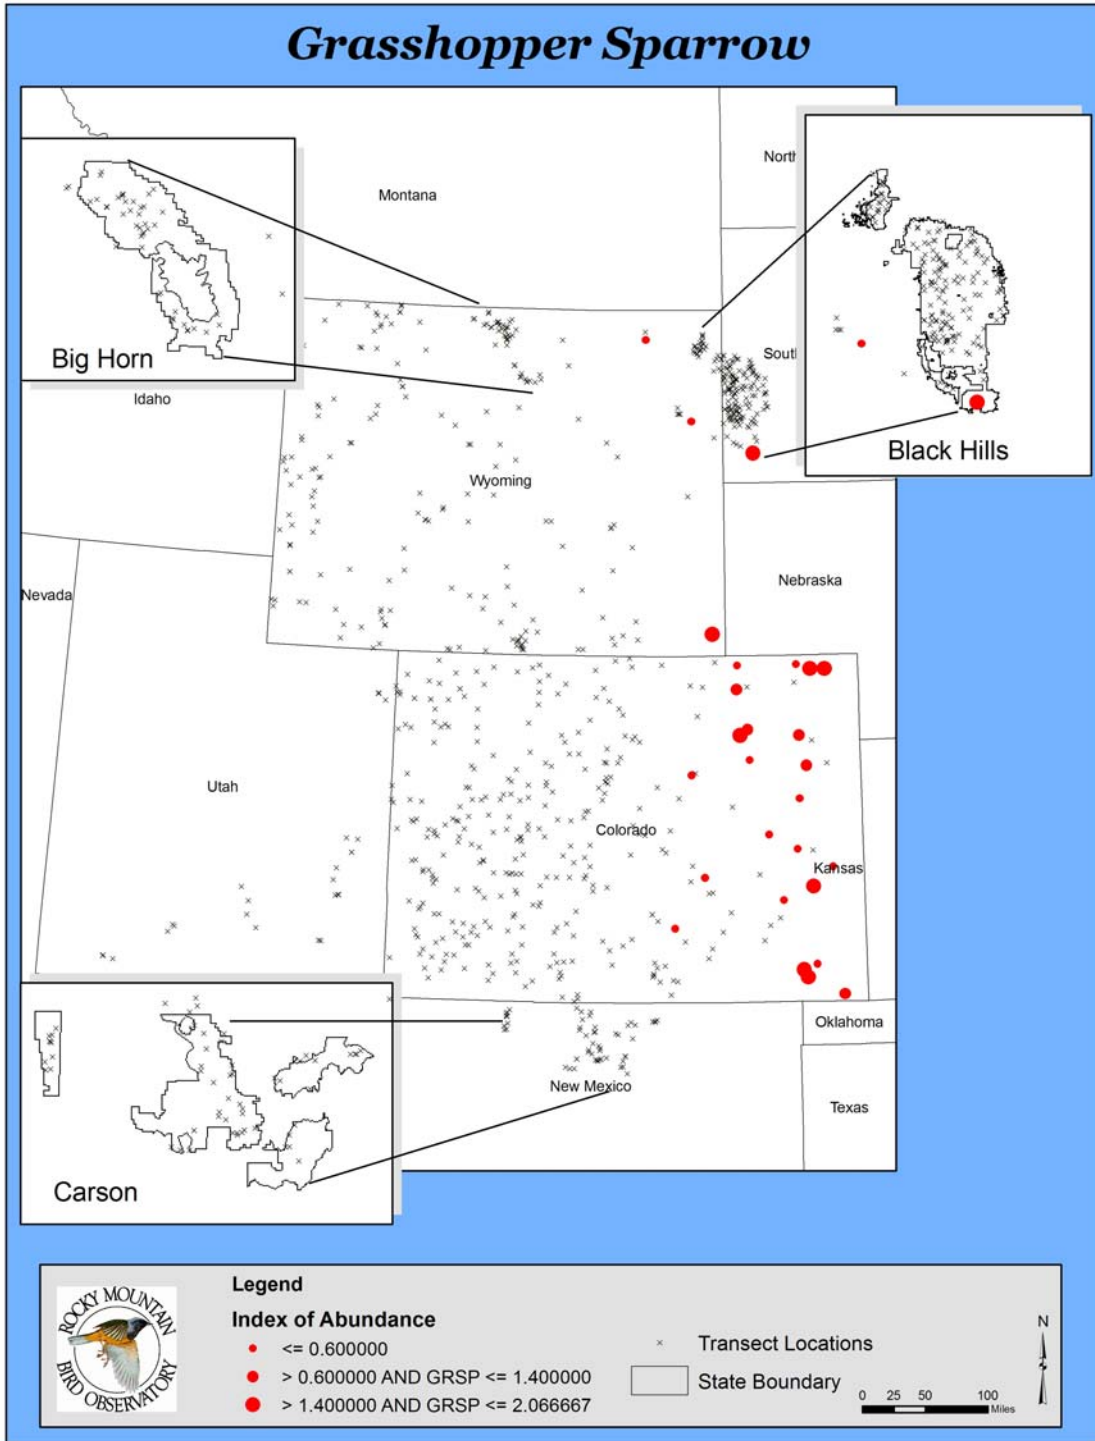 Grasshopper Sparrow
Montana
North
Big Horn
Idaho
South
Black Hills
Wyoming
Nebraska
Nevada
Utah
Colorado
Kansas
Oklahoma
New Mexico
Texas
Carson
ROCKY MOUNTAIN
BIRD OBSERVATORY
Legend
Index of Abundance
<= 0.600000
> 0.600000 AND GRSP <= 1.400000
> 1.400000 AND GRSP <= 2.066667
Transect Locations
State Boundary
N
0 25 50 100
Miles